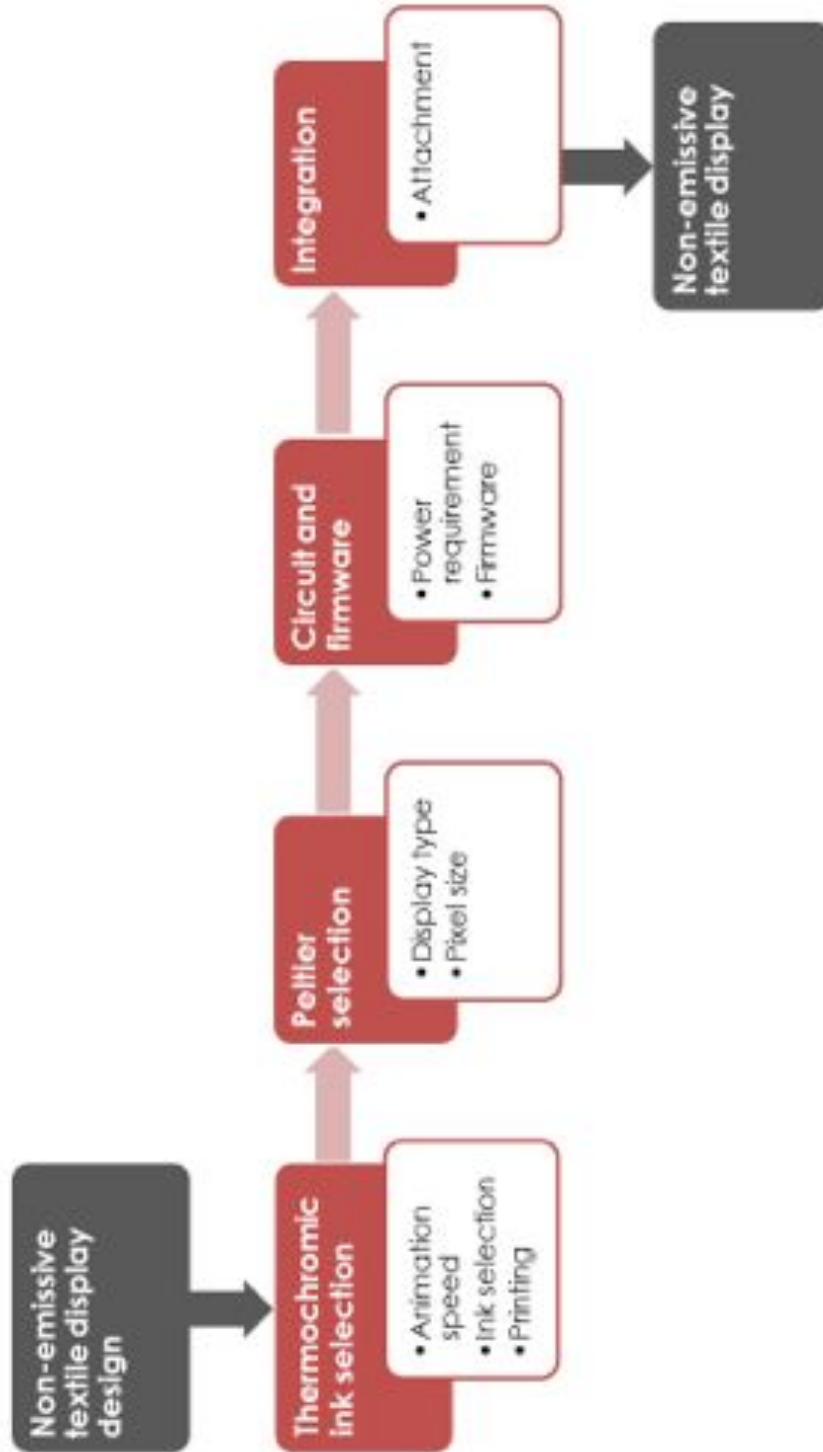 Non-emissive
textile display
design
Thermochromic
ink selection
• Animation
speed
• Ink selection
• Printing
Peltier
selection
• Display type
• Pixel size
Circuit and
firmware
• Power
requirement
• Firmware
Integration
• Attachment
Non-emissive
textile display